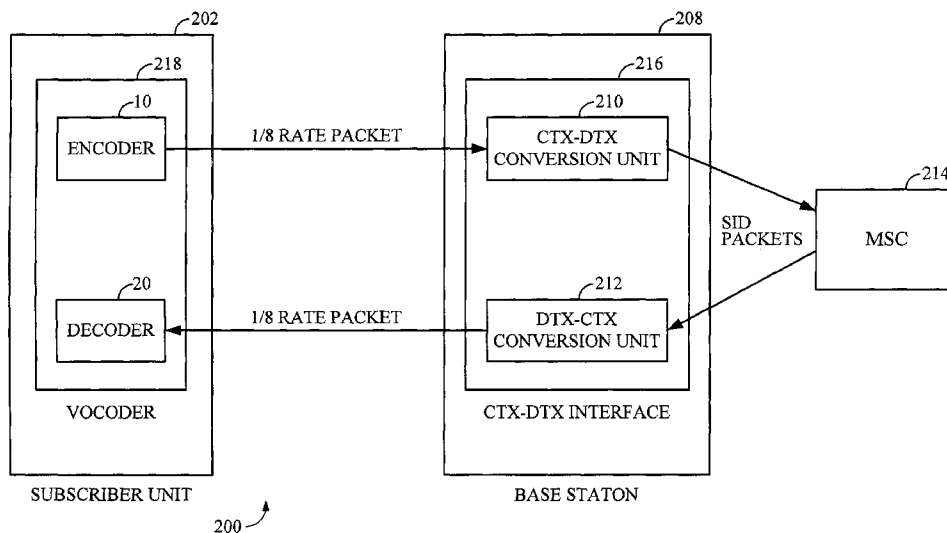 202
208
218
216
10
210
ENCODER
1/8 RATE PACKET
CTX-DTX
CONVERSION UNIT
214
SID
PACKETS
MSC
20
212
DECODER
1/8 RATE PACKET
DTX-CTX
CONVERSION UNIT
VOCODER
CTX-DTX INTERFACE
SUBSCRIBER UNIT
BASE STATON
200